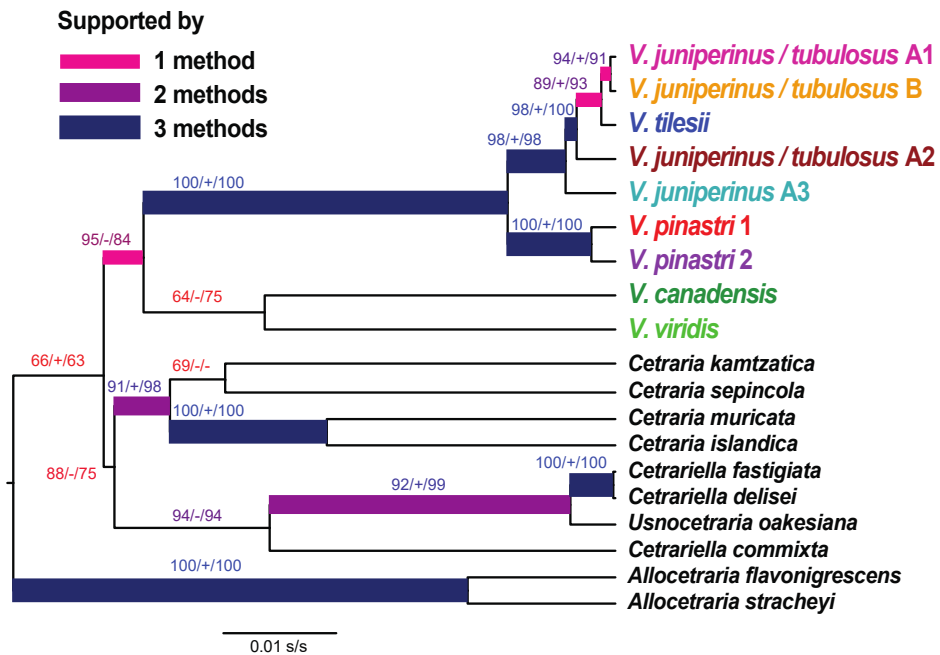 Supported by
1 method
2 methods
3 methods
94/+/91
V. juniperinus / tubulosus A1
89/+/93
V. juniperinus / tubulosus B
98/+/100
V. tilesii
98/+/98
V. juniperinus / tubulosus A2
100/+/100
V. juniperinus A3
100/+/100
V. pinastri 1
95/-/84
V. pinastri 2
64/-/75
V. canadensis
V. viridis
66/+/63
69/-/-
Cetraria kamtzatica
91/+/98
Cetraria sepincola
100/+/100
Cetraria muricata
Cetraria islandica
88/-/75
100/+/100
Cetrariella fastigiata
92/+/99
Cetrariella delisei
94/-/94
Usnocetraria oakesiana
Cetrariella commixta
100/+/100
Allocetraria flavonigrescens
Allocetraria stracheyi
0.01 s/s